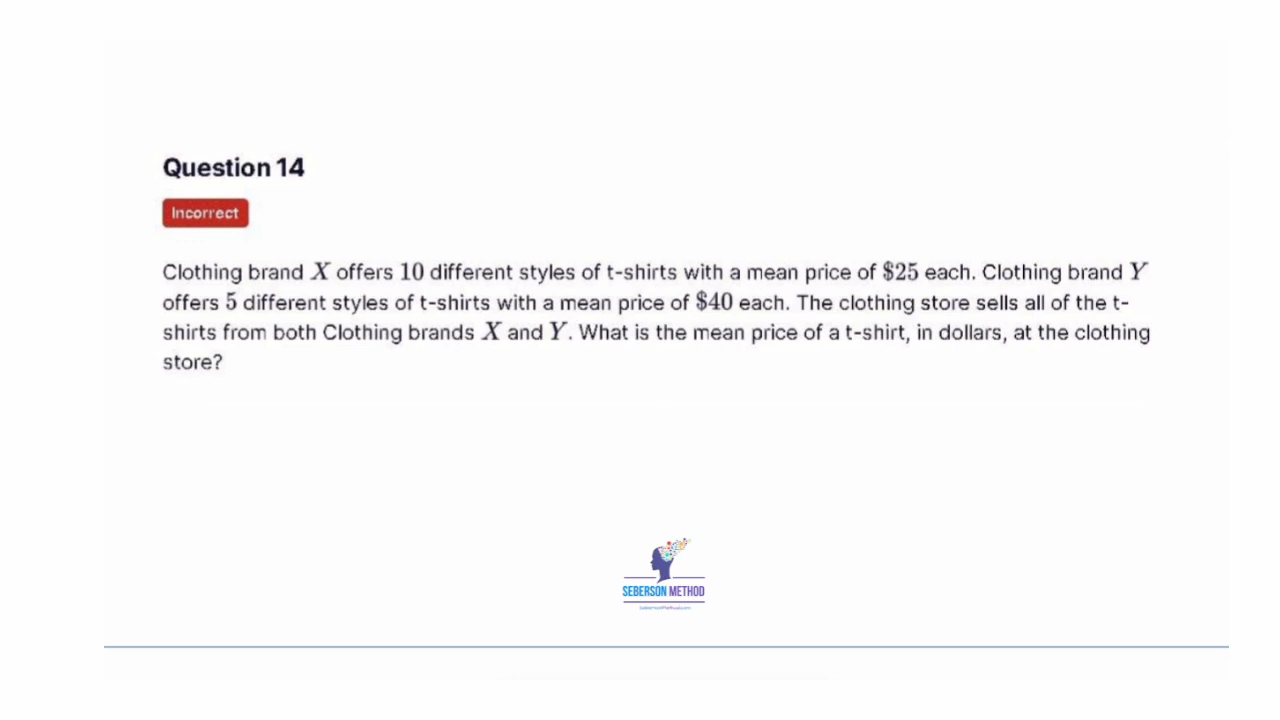 Question 14
Incorrect
Clothing brand X offers 10 different styles of t-shirts with a mean price of $25 each. Clothing brand Y
offers 5 different styles of t-shirts with a mean price of $40 each. The clothing store sells all of the t-
shirts from both Clothing brands X and Y. What is the mean price of a t-shirt, in dollars, at the clothing
store?
SEBERSON METHOD